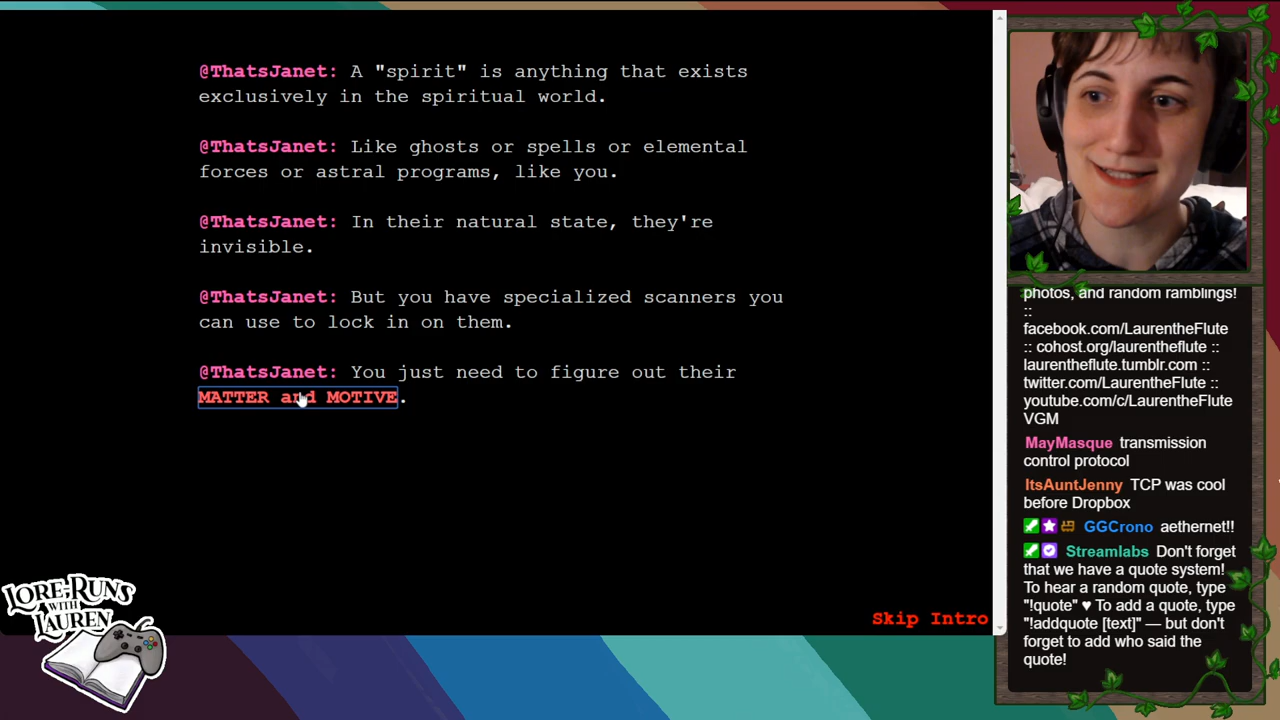 @ThatsJanet: A "spirit" is anything that exists
exclusively in the spiritual world.
@ThatsJanet: Like ghosts or spells or elemental
forces or astral programs, like you.
@ThatsJanet: In their natural state, they're
invisible.
@ThatsJanet: But you have specialized scanners you
can use to lock in on them.
@ThatsJanet: You just need to figure out their
MATTER and MOTIVE.
Skip Intro
LORE-RUNS
WITH
LAUREN
photos, and random ramblings!
::
facebook.com/LaurentheFlute
:: cohost.org/laurentheflute ::
laurentheflute.tumblr.com ::
twitter.com/LaurentheFlute ::
youtube.com/c/LaurentheFlute
VGM
MayMasque transmission
control protocol
ItsAuntJenny TCP was cool
before Dropbox
GGCrono aethernet!!
Streamlabs Don't forget
that we have a quote system!
To hear a random quote, type
"!quote" ♥ To add a quote, type
"!addquote [text]" — but don't
forget to add who said the
quote!